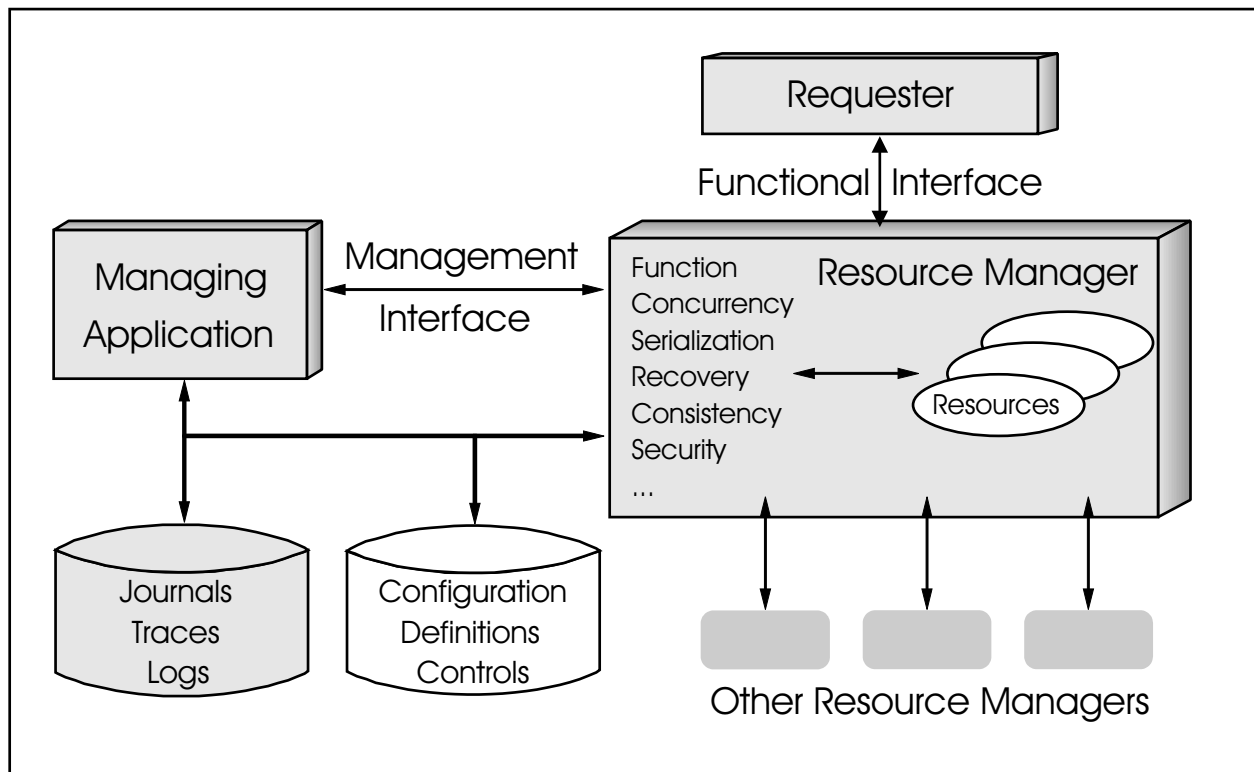 Requester
Functional Interface
Managing
Application
Management
Interface
Resource Manager
Function
Concurrency
Serialization
Recovery
Consistency
Security
...
Resources
Journals
Traces
Logs
Configuration
Definitions
Controls
Other Resource Managers